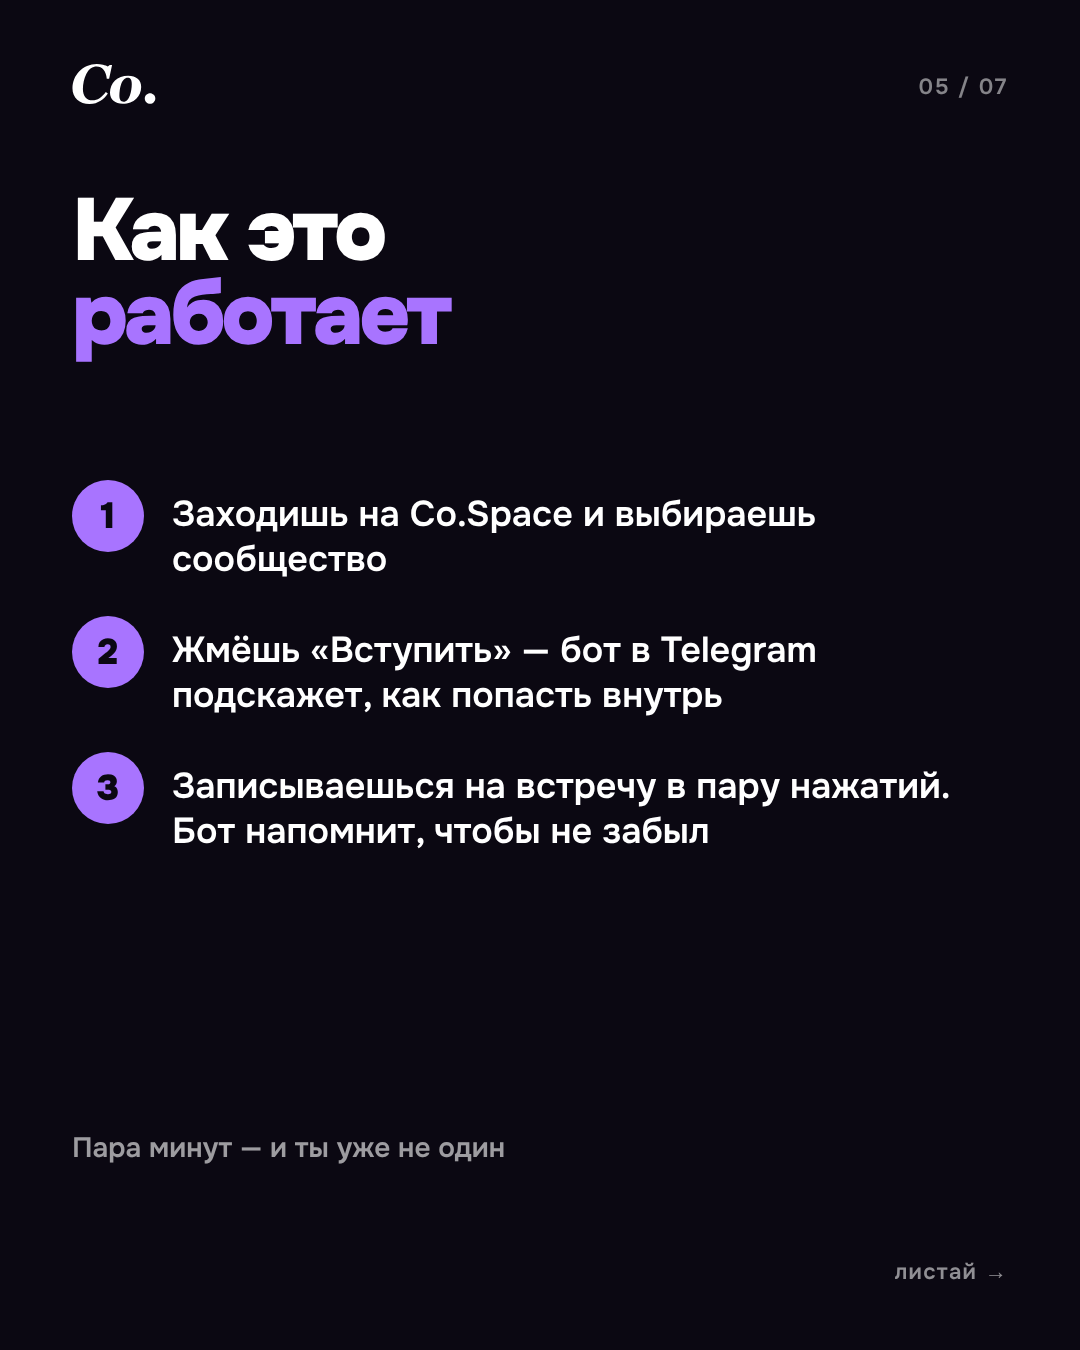 Co.
05 / 07
Как это
работает
1
Заходишь на Co.Space и выбираешь
сообщество
2
Жмёшь «Вступить» — бот в Telegram
подскажет, как попасть внутрь
3
Записываешься на встречу в пару нажатий.
Бот напомнит, чтобы не забыл
Пара минут — и ты уже не один
листай →